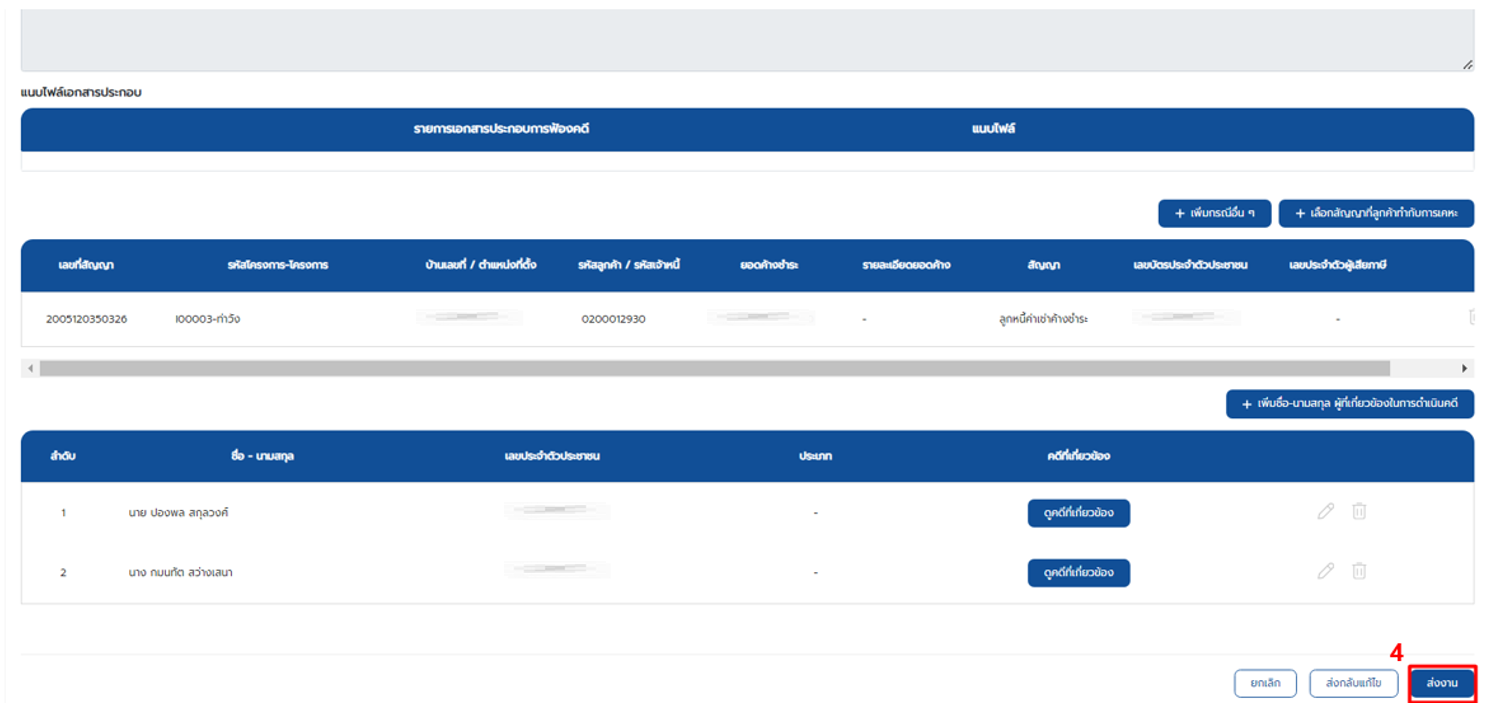 แนบไฟล์เอกสารประกอบ
รายการเอกสารประกอบการฟ้องคดี แนบไฟล์
+ เพิ่มกรณีอื่น ๆ + เลือกสัญญาที่ลูกค้าทำกับการเคหะ
เลขที่สัญญา รหัสโครงการ-โครงการ บ้านเลขที่ / ตำแหน่งที่ตั้ง รหัสลูกค้า / รหัสเจ้าหนี้ ยอดค้างชำระ รายละเอียดยอดค้าง สัญญา เลขบัตรประจำตัวประชาชน เลขประจำตัวผู้เสียภาษี
2005120350326 I00003-ท่าวัง 0200012930 - ลูกหนี้ค่าเช่าค้างชำระ -
+ เพิ่มชื่อ-นามสกุล ผู้ที่เกี่ยวข้องในการดำเนินคดี
ลำดับ ชื่อ - นามสกุล เลขประจำตัวประชาชน ประเภท คดีที่เกี่ยวข้อง
1 นาย ปองพล สกุลวงศ์ - ดูคดีที่เกี่ยวข้อง
2 นาง กมนทัต สว่างเสนา - ดูคดีที่เกี่ยวข้อง
4
ยกเลิก ส่งกลับแก้ไข ส่งงาน